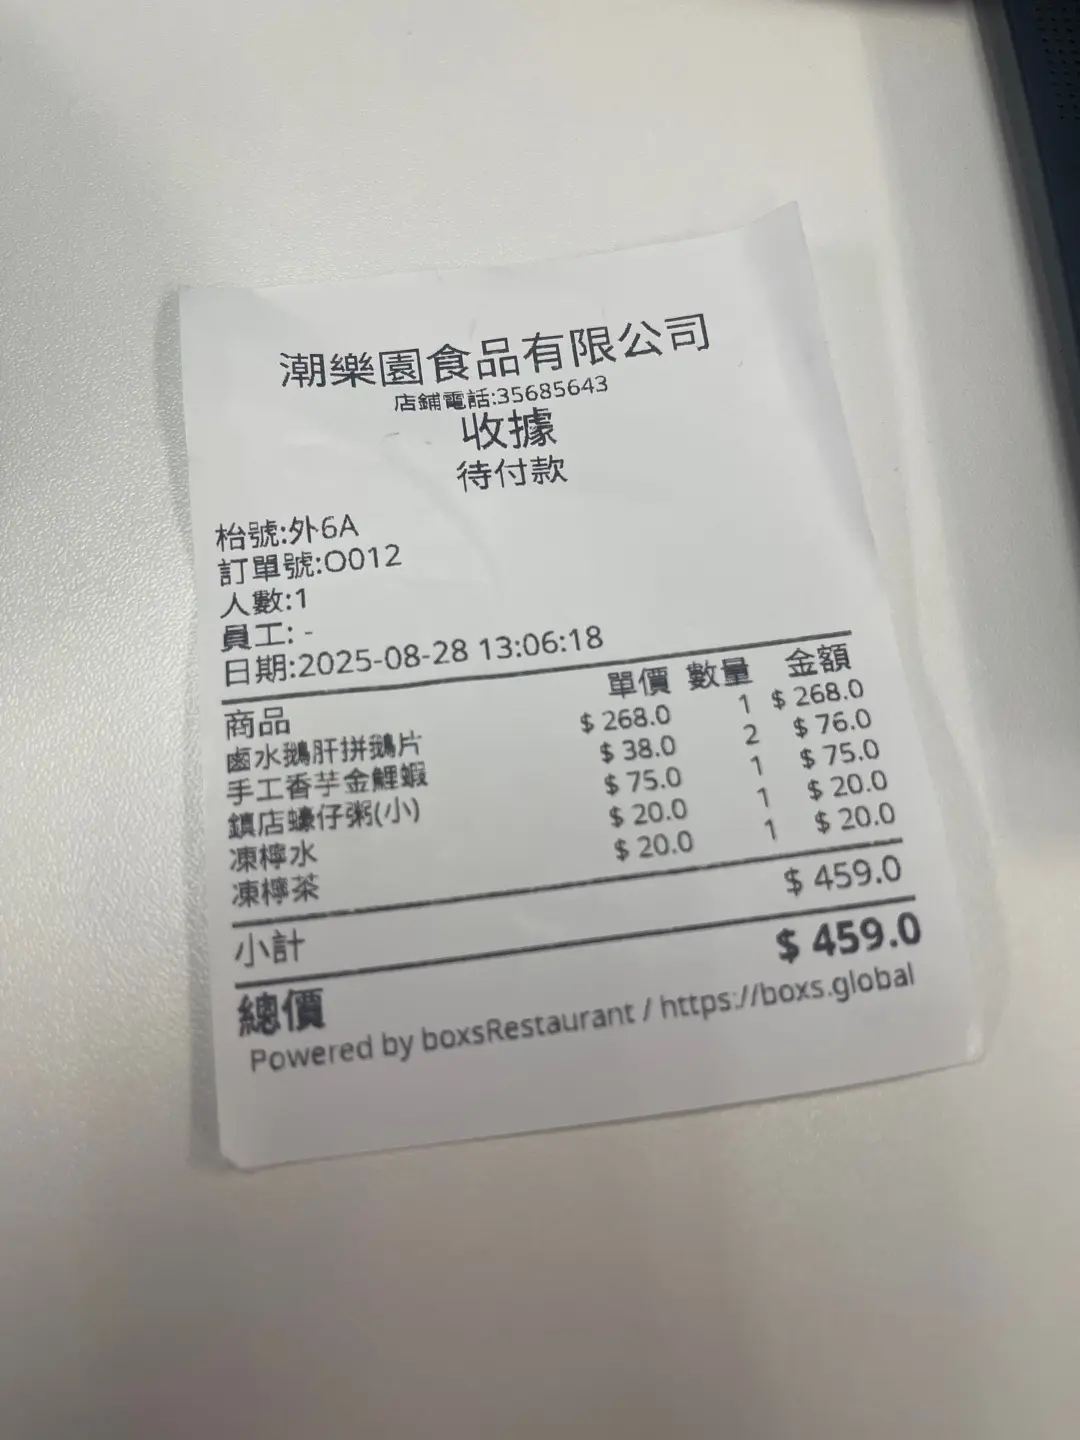 潮樂園食品有限公司
店鋪電話:35685643
收據
待付款
枱號:外6A
訂單號:O012
人數:1
員工: -
日期:2025-08-28 13:06:18
商品 單價 數量 金額
鹵水鵝肝拼鵝片 $ 268.0 1 $ 268.0
手工香芋金鯉蝦 $ 38.0 2 $ 76.0
鎮店蠔仔粥(小) $ 75.0 1 $ 75.0
凍檸水 $ 20.0 1 $ 20.0
凍檸茶 $ 20.0 1 $ 20.0
小計 $ 459.0
總價 $ 459.0
Powered by boxsRestaurant / https://boxs.global